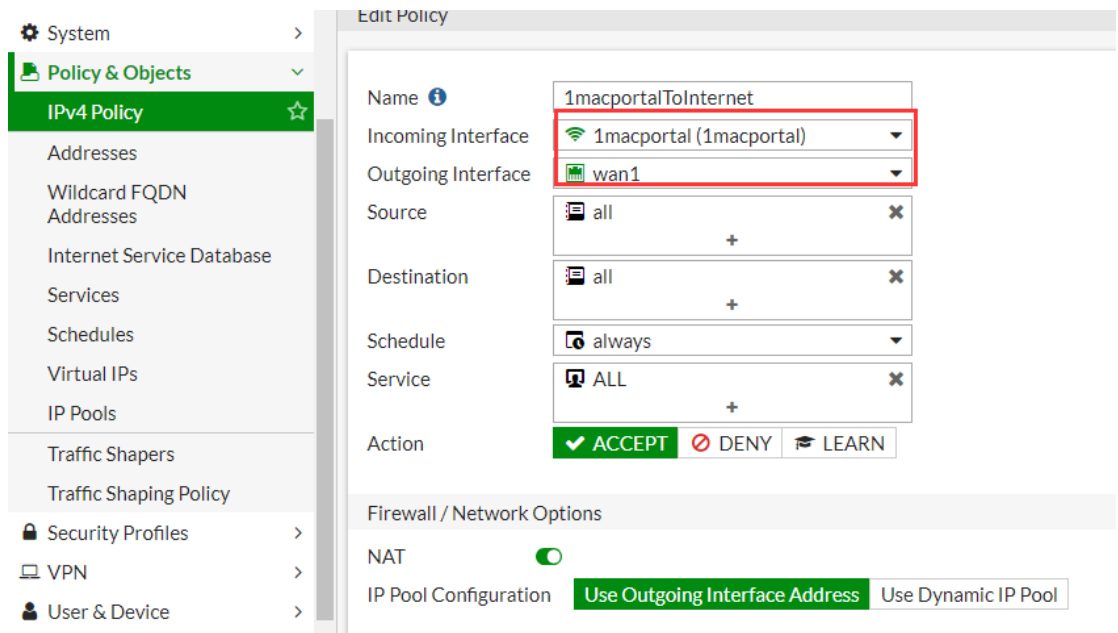 Edit Policy
System
Policy & Objects
IPv4 Policy
Addresses
Wildcard FQDN
Addresses
Internet Service Database
Services
Schedules
Virtual IPs
IP Pools
Traffic Shapers
Traffic Shaping Policy
Security Profiles
VPN
User & Device
Name 1macportalToInternet
Incoming Interface 1macportal (1macportal)
Outgoing Interface wan1
Source all
+
Destination all
+
Schedule always
Service ALL
+
Action ACCEPT DENY LEARN
Firewall / Network Options
NAT
IP Pool Configuration Use Outgoing Interface Address Use Dynamic IP Pool